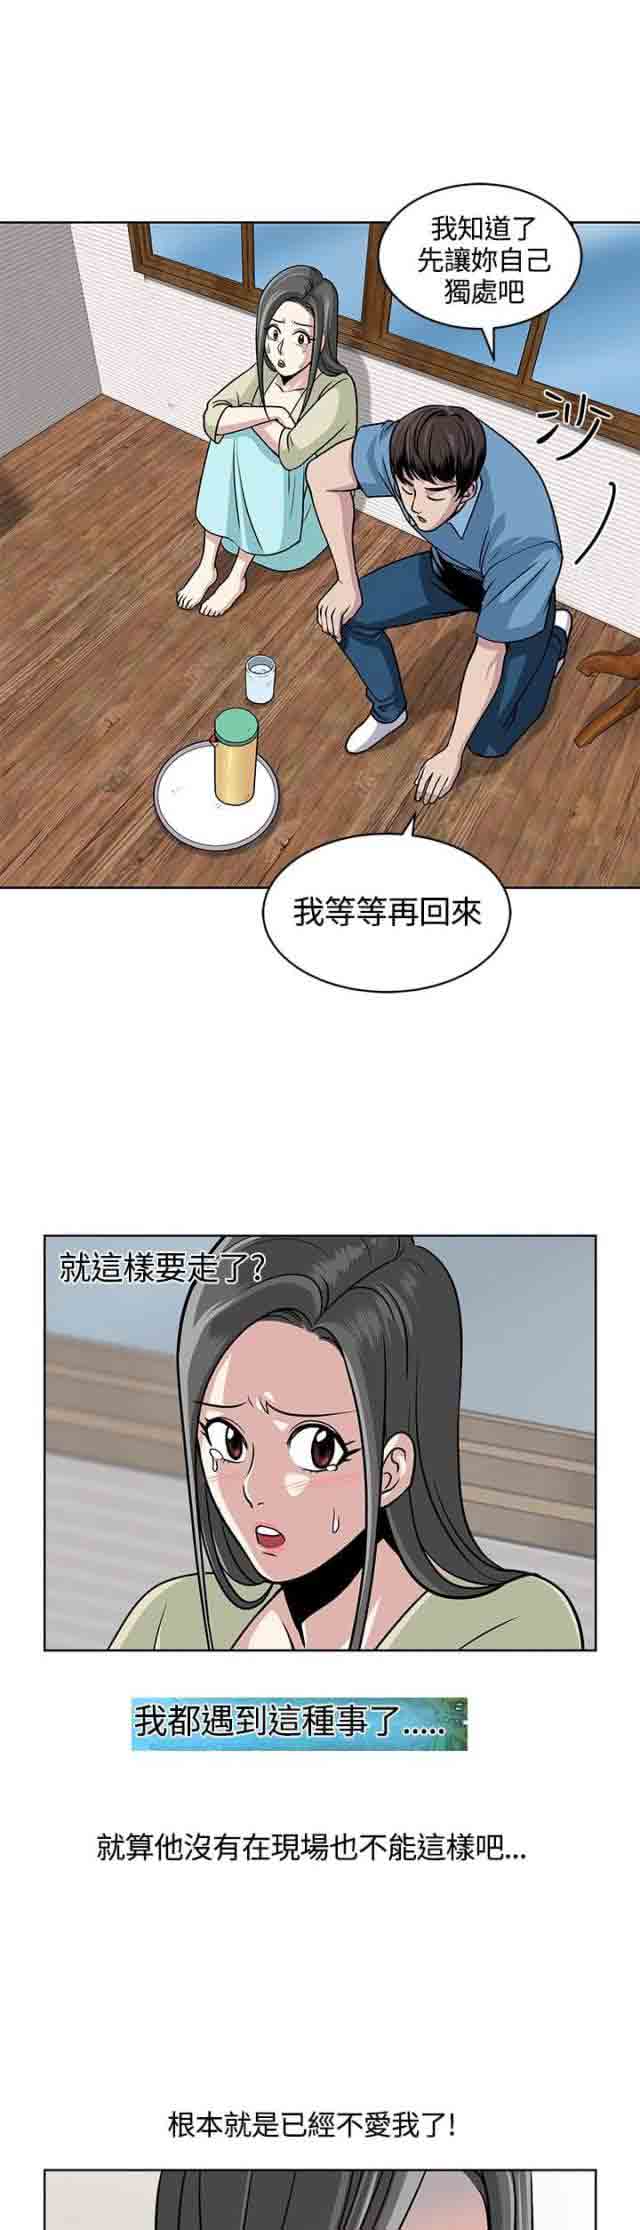 我知道了
先讓妳自己
獨處吧
沙
我等等再回來
就這樣要走了?
我都遇到這種事了.....
就算他沒有在現場也不能這樣吧...
根本就是已經不愛我了!